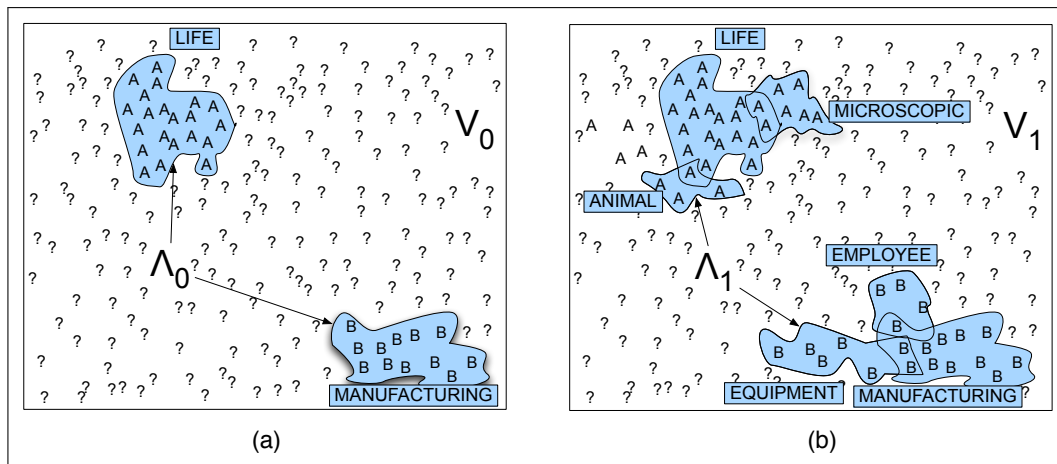 LIFE
V0
Λ0
MANUFACTURING
(a)
LIFE
MICROSCOPIC
V1
ANIMAL
Λ1
EMPLOYEE
EQUIPMENT
MANUFACTURING
(b)